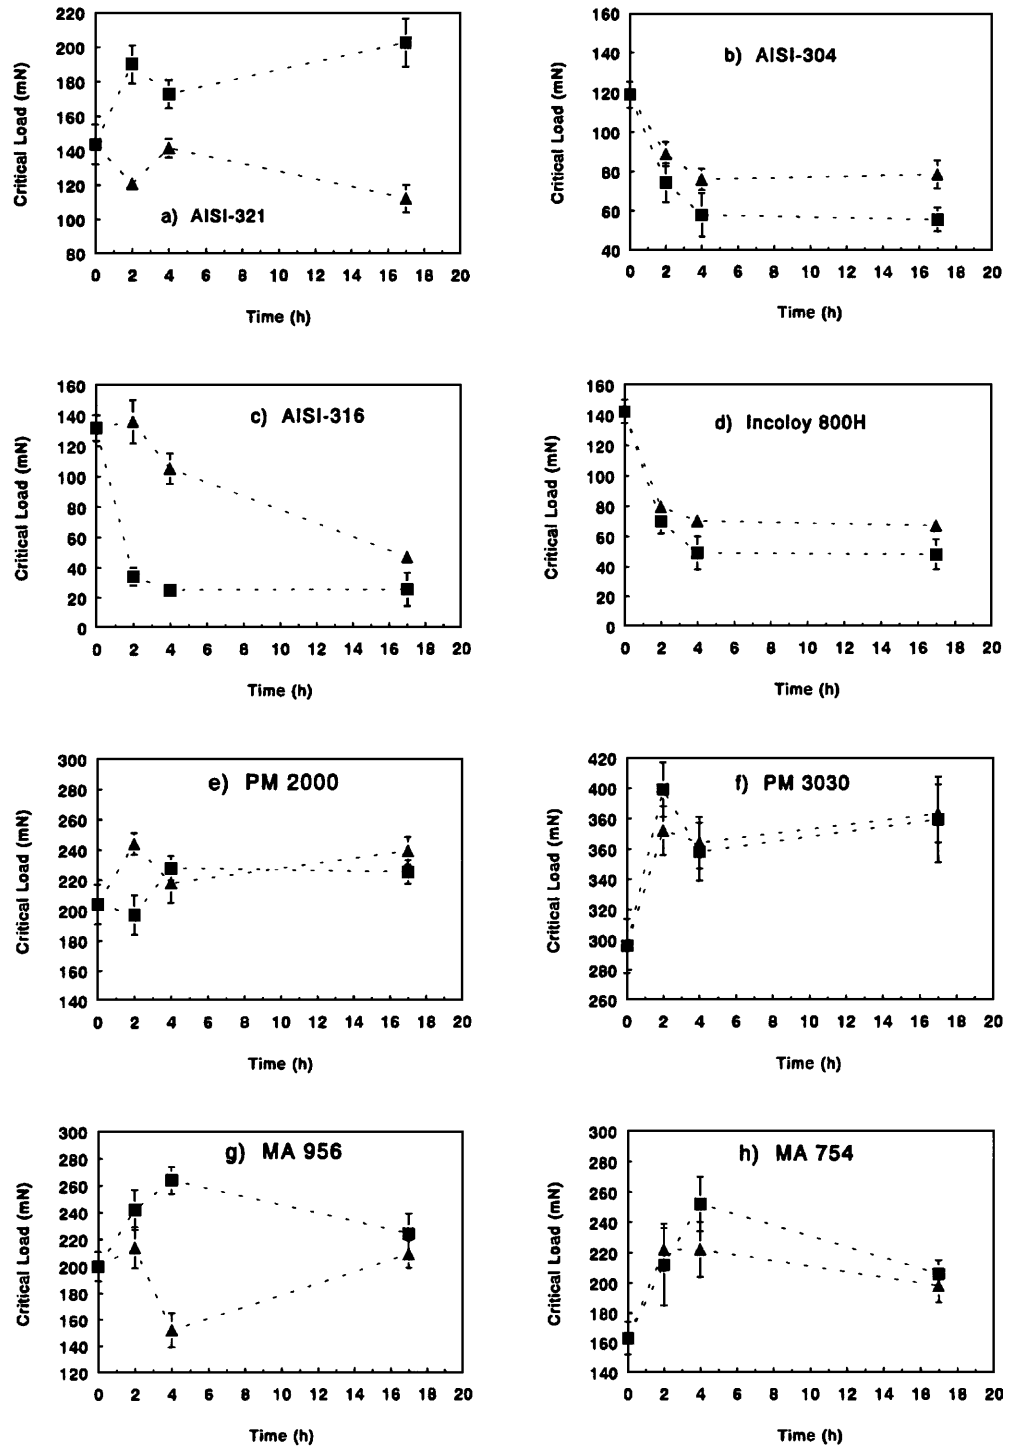 220
200
180
160
140
120
100
80
Critical Load (mN)
a) AISI-321
0 2 4 6 8 10 12 14 16 18 20
Time (h)
160
140
120
100
80
60
40
Critical Load (mN)
b) AISI-304
0 2 4 6 8 10 12 14 16 18 20
Time (h)
160
140
120
100
80
60
40
20
0
Critical Load (mN)
c) AISI-316
0 2 4 6 8 10 12 14 16 18 20
Time (h)
160
140
120
100
80
60
40
20
0
Critical Load (mN)
d) Incoloy 800H
0 2 4 6 8 10 12 14 16 18 20
Time (h)
300
280
260
240
220
200
180
160
140
Critical Load (mN)
e) PM 2000
0 2 4 6 8 10 12 14 16 18 20
Time (h)
420
400
360
360
340
320
300
280
260
Critical Load (mN)
f) PM 3030
0 2 4 6 8 10 12 14 16 18 20
Time (h)
300
280
260
240
220
200
180
160
140
120
Critical Load (mN)
g) MA 956
0 2 4 6 8 10 12 14 16 18 20
Time (h)
300
280
260
240
220
200
180
160
140
Critical Load (mN)
h) MA 754
0 2 4 6 8 10 12 14 16 18 20
Time (h)